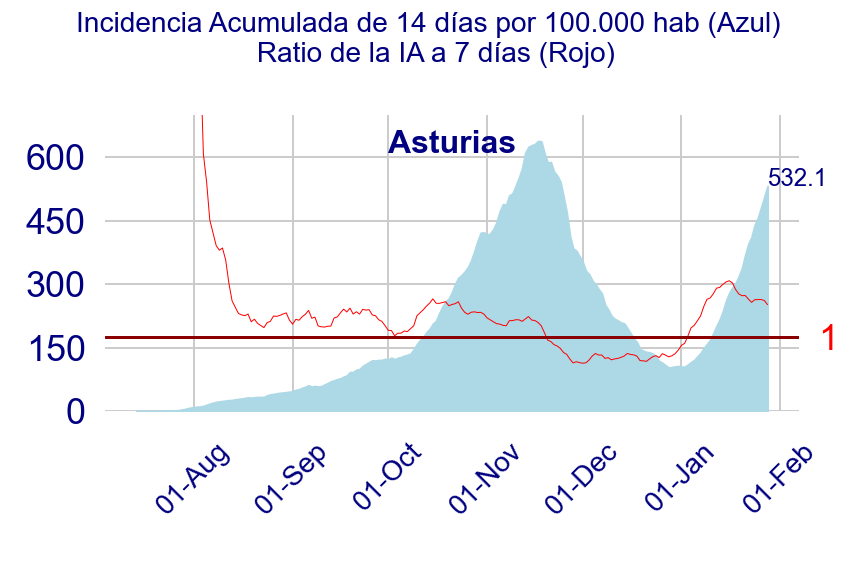 Incidencia Acumulada de 14 días por 100.000 hab (Azul)
Ratio de la IA a 7 días (Rojo)
Asturias
600
532.1
450
300
1
150
0
01-Aug
01-Sep
01-Oct
01-Nov
01-Dec
01-Jan
01-Feb